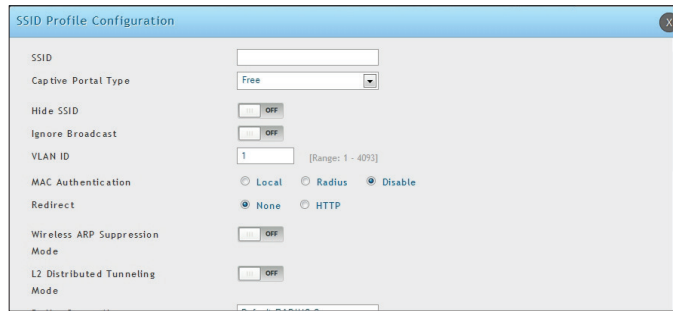 SSID Profile Configuration
X
SSID
Captive Portal Type Free
Hide SSID OFF
Ignore Broadcast OFF
VLAN ID 1 [Range: 1 - 4093]
MAC Authentication Local Radius Disable
Redirect None HTTP
Wireless ARP Suppression
Mode
OFF
L2 Distributed Tunneling
Mode
OFF